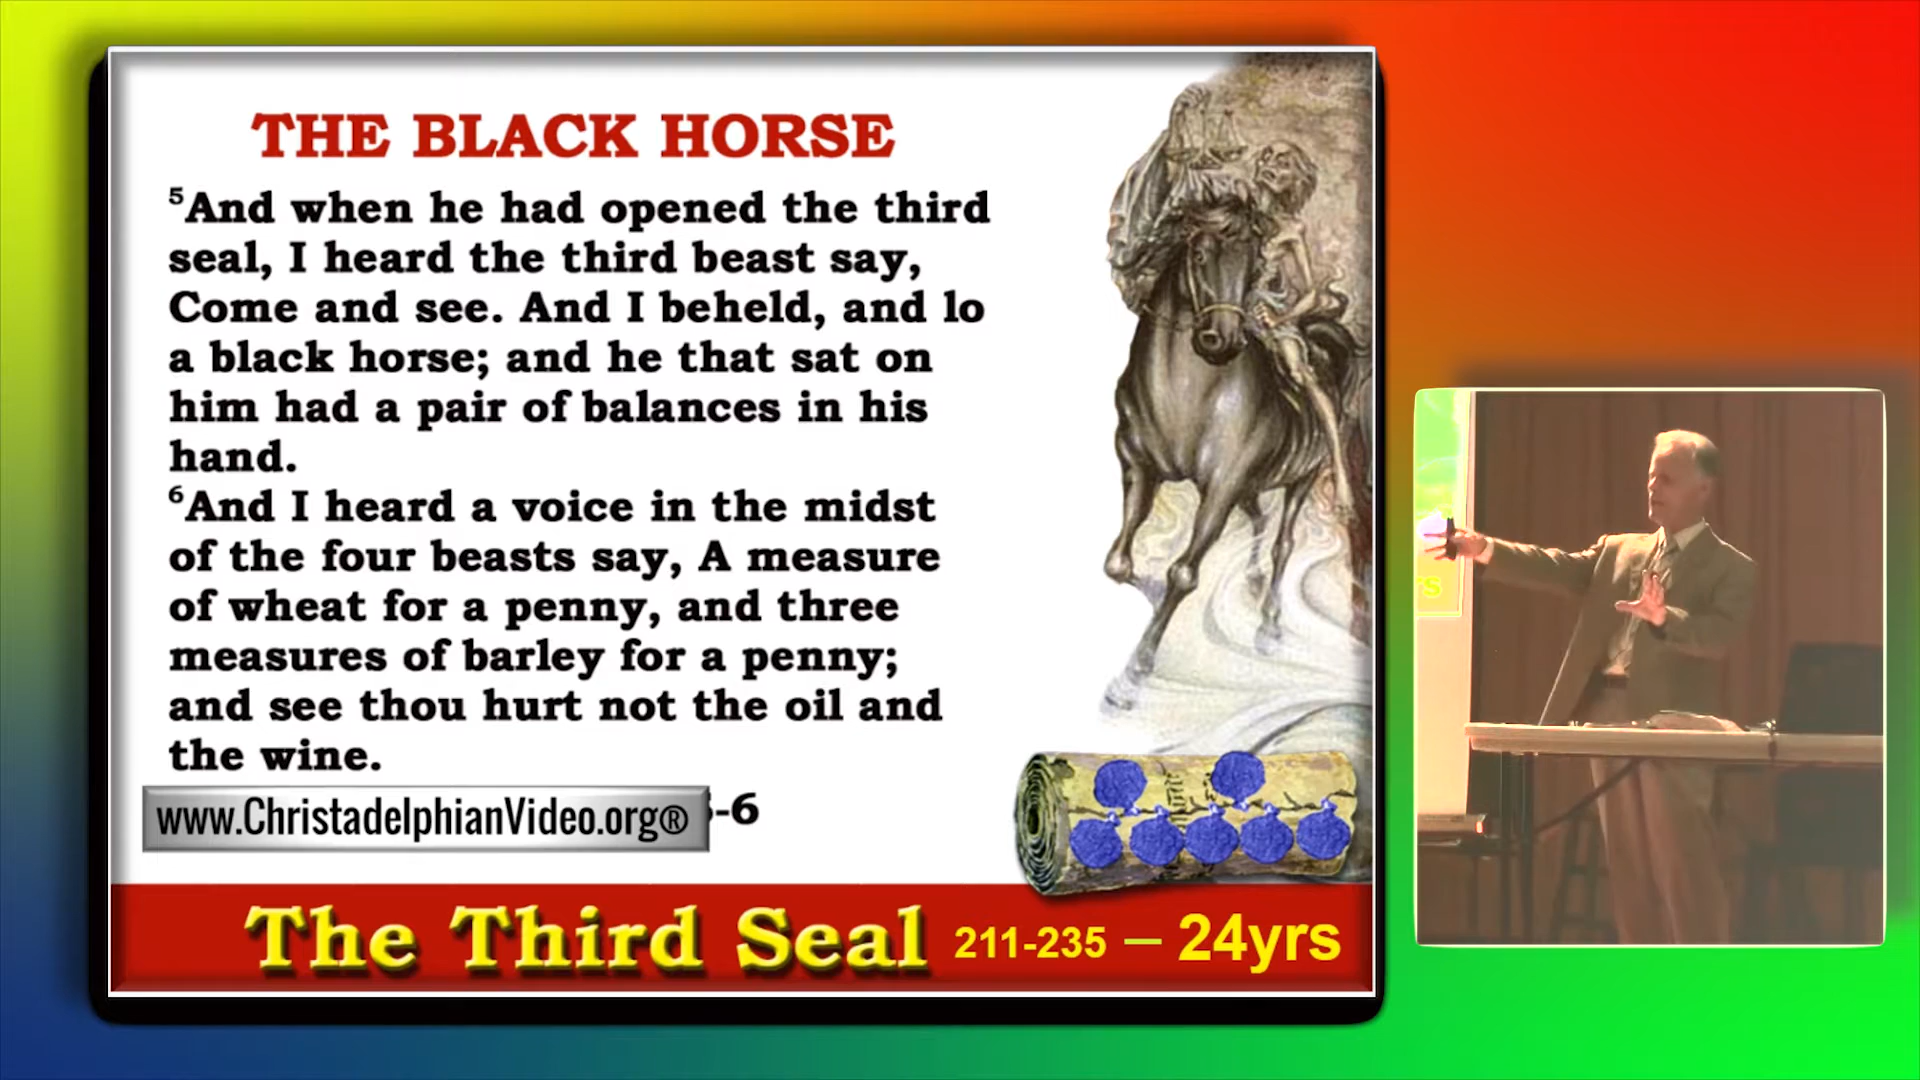 THE BLACK HORSE
⁵And when he had opened the third
seal, I heard the third beast say,
Come and see. And I beheld, and lo
a black horse; and he that sat on
him had a pair of balances in his
hand.
⁶And I heard a voice in the midst
of the four beasts say, A measure
of wheat for a penny, and three
measures of barley for a penny;
and see thou hurt not the oil and
the wine.
www.ChristadelphianVideo.org®
-6
The Third Seal 211-235 – 24yrs